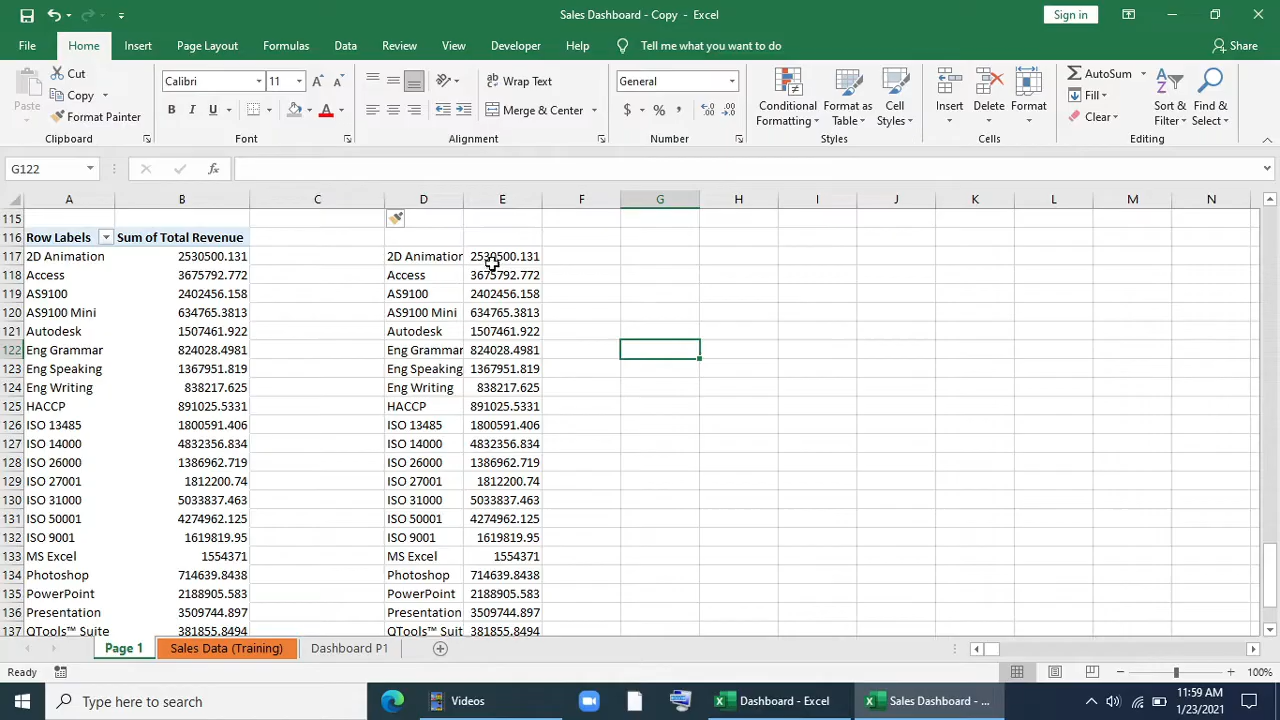 Sales Dashboard - Copy - Excel
Sign in
File Home Insert Page Layout Formulas Data Review View Developer Help Tell me what you want to do Share
Paste
Cut
Copy
Format Painter
Clipboard
Calibri 11
B I U
Font
Wrap Text
Merge & Center
Alignment
General
$ % ,
Number
Conditional Formatting
Format as Table
Cell Styles
Styles
Insert
Delete
Format
Cells
AutoSum
Fill
Clear
Sort & Filter
Find & Select
Editing
G122 fx
A B C D E F G H I J K L M N
115
116 Row Labels Sum of Total Revenue
117 2D Animation 2530500.131 2D Animation 2530500.131
118 Access 3675792.772 Access 3675792.772
119 AS9100 2402456.158 AS9100 2402456.158
120 AS9100 Mini 634765.3813 AS9100 Mini 634765.3813
121 Autodesk 1507461.922 Autodesk 1507461.922
122 Eng Grammar 824028.4981 Eng Grammar 824028.4981
123 Eng Speaking 1367951.819 Eng Speaking 1367951.819
124 Eng Writing 838217.625 Eng Writing 838217.625
125 HACCP 891025.5331 HACCP 891025.5331
126 ISO 13485 1800591.406 ISO 13485 1800591.406
127 ISO 14000 4832356.834 ISO 14000 4832356.834
128 ISO 26000 1386962.719 ISO 26000 1386962.719
129 ISO 27001 1812200.74 ISO 27001 1812200.74
130 ISO 31000 5033837.463 ISO 31000 5033837.463
131 ISO 50001 4274962.125 ISO 50001 4274962.125
132 ISO 9001 1619819.95 ISO 9001 1619819.95
133 MS Excel 1554371 MS Excel 1554371
134 Photoshop 714639.8438 Photoshop 714639.8438
135 PowerPoint 2188905.583 PowerPoint 2188905.583
136 Presentation 3509744.897 Presentation 3509744.897
137 QTools™ Suite 381855.8494 QTools™ Suit 381855.8494
Page 1 Sales Data (Training) Dashboard P1
Ready 100%
Type here to search
Videos
Dashboard - Excel
Sales Dashboard - ...
11:59 AM
1/23/2021